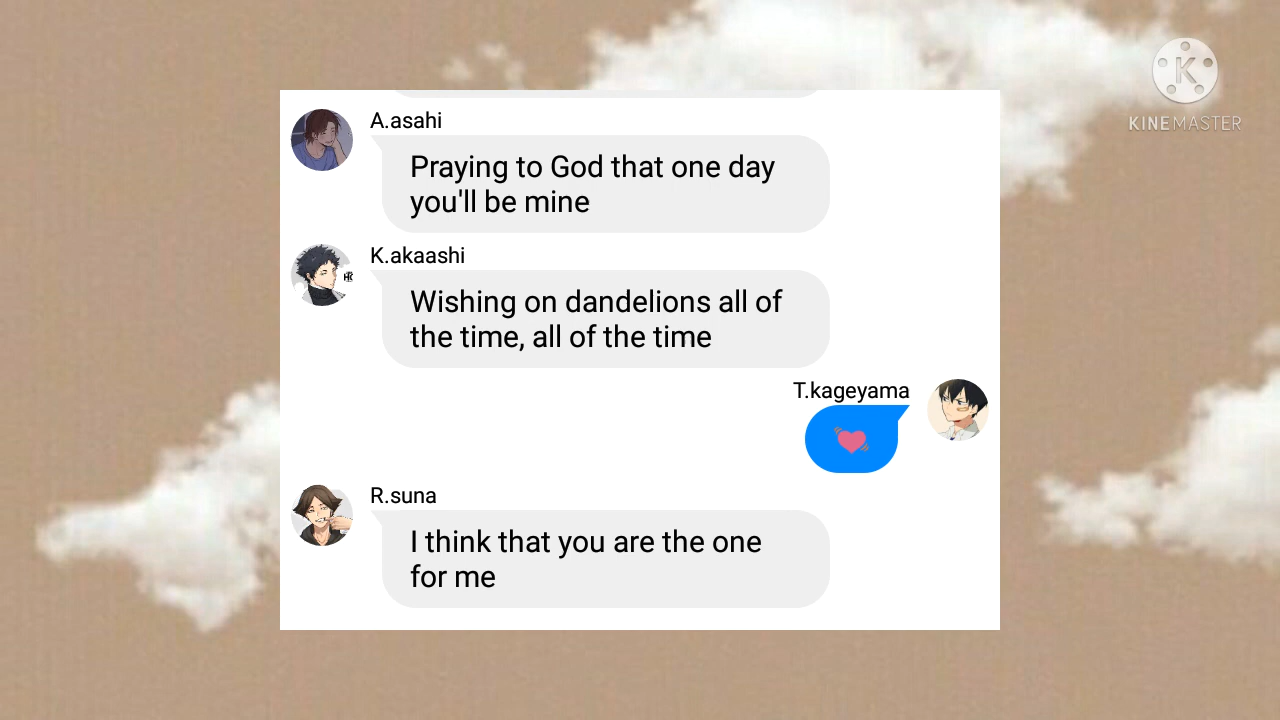 K
KINEMASTER
A.asahi
Praying to God that one day
you'll be mine
K.akaashi
Wishing on dandelions all of
the time, all of the time
T.kageyama
💘
R.suna
I think that you are the one
for me